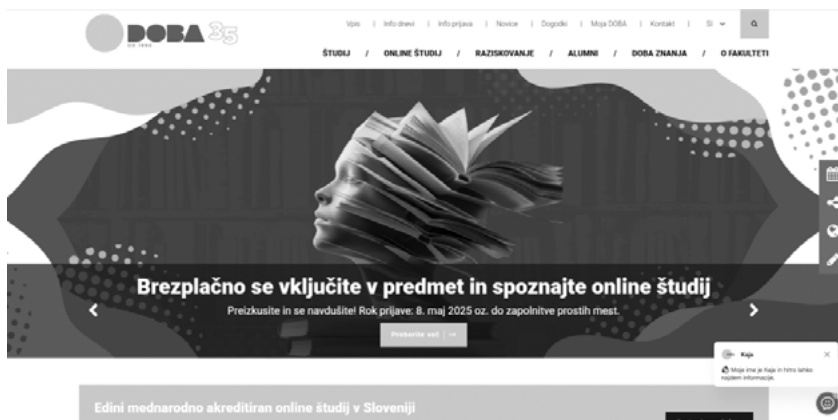 DOBA 35
OD 1990
Vpis | Info dnevi | Info prijava | Novice | Dogodki | Moja DOBA | Kontakt | SI
ŠTUDIJ / ONLINE ŠTUDIJ / RAZISKOVANJE / ALUMNI / DOBA ZNANJA / O FAKULTETI
Brezplačno se vključite v predmet in spoznajte online študij
Preizkusite in se navdušite! Rok prijave: 8. maj 2025 oz. do zapolnitve prostih mest.
Preberite več
Kaja
Moje ime je Kaja in hitro lahko
najdem informacije.
Edini mednarodno akreditiran online študij v Sloveniji